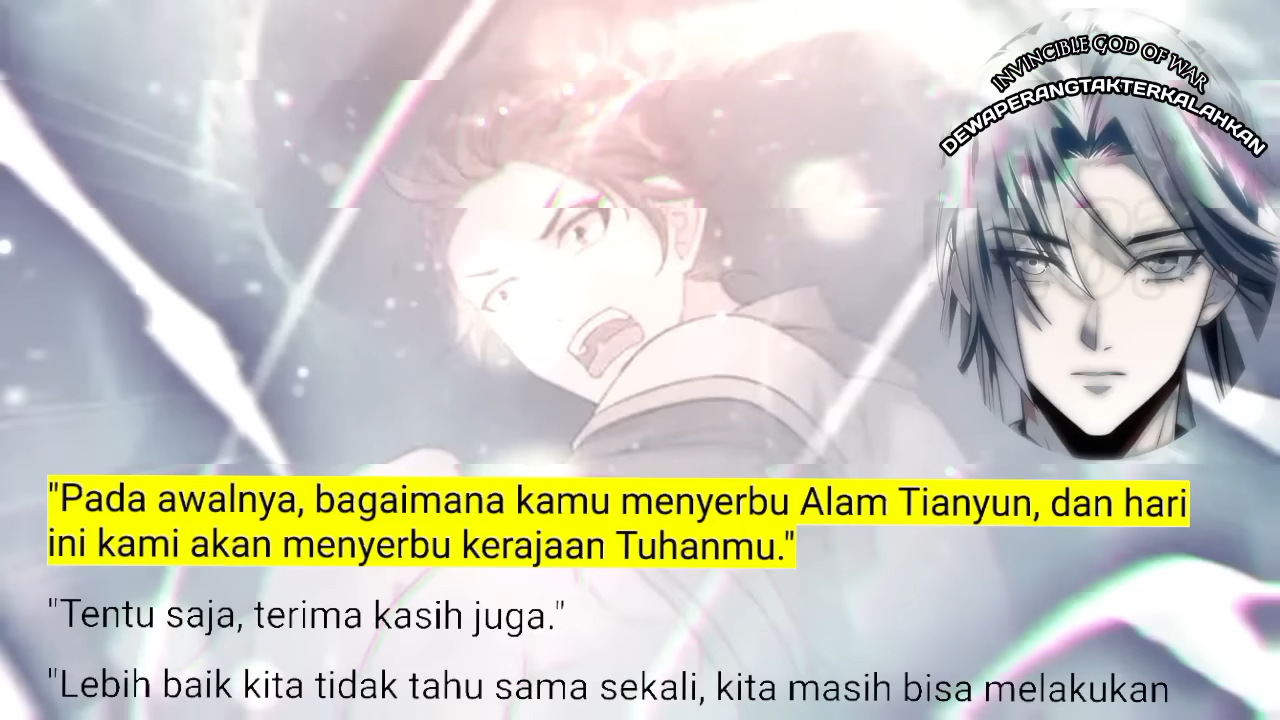 INVINCIBLE GOD OF WAR
DEWAPERANGTAKTERKALAHKAN
"Pada awalnya, bagaimana kamu menyerbu Alam Tianyun, dan hari
ini kami akan menyerbu kerajaan Tuhanmu."
"Tentu saja, terima kasih juga."
"Lebih baik kita tidak tahu sama sekali, kita masih bisa melakukan